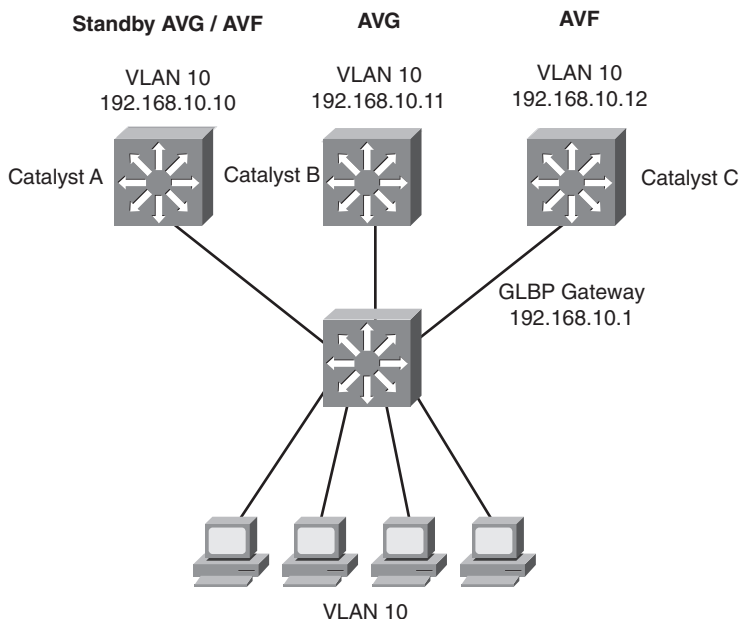 Standby AVG / AVF
AVG
AVF
VLAN 10
192.168.10.10
VLAN 10
192.168.10.11
VLAN 10
192.168.10.12
Catalyst A
Catalyst B
Catalyst C
GLBP Gateway
192.168.10.1
VLAN 10